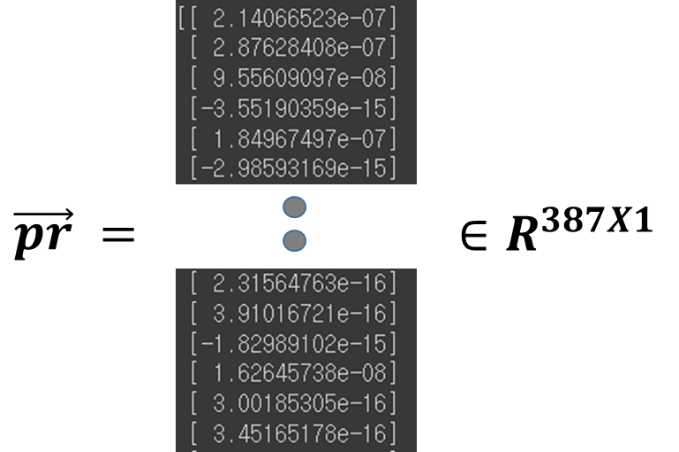 [[ 2.14066523e-07]
[ 2.87628408e-07]
[ 9.55609097e-08]
[-3.55190359e-15]
[ 1.84967497e-07]
[-2.98593169e-15]
pr = ∈ R^387X1
[ 2.31564763e-16]
[ 3.91016721e-16]
[-1.82989102e-15]
[ 1.62645738e-08]
[ 3.00185305e-16]
[ 3.45165178e-16]